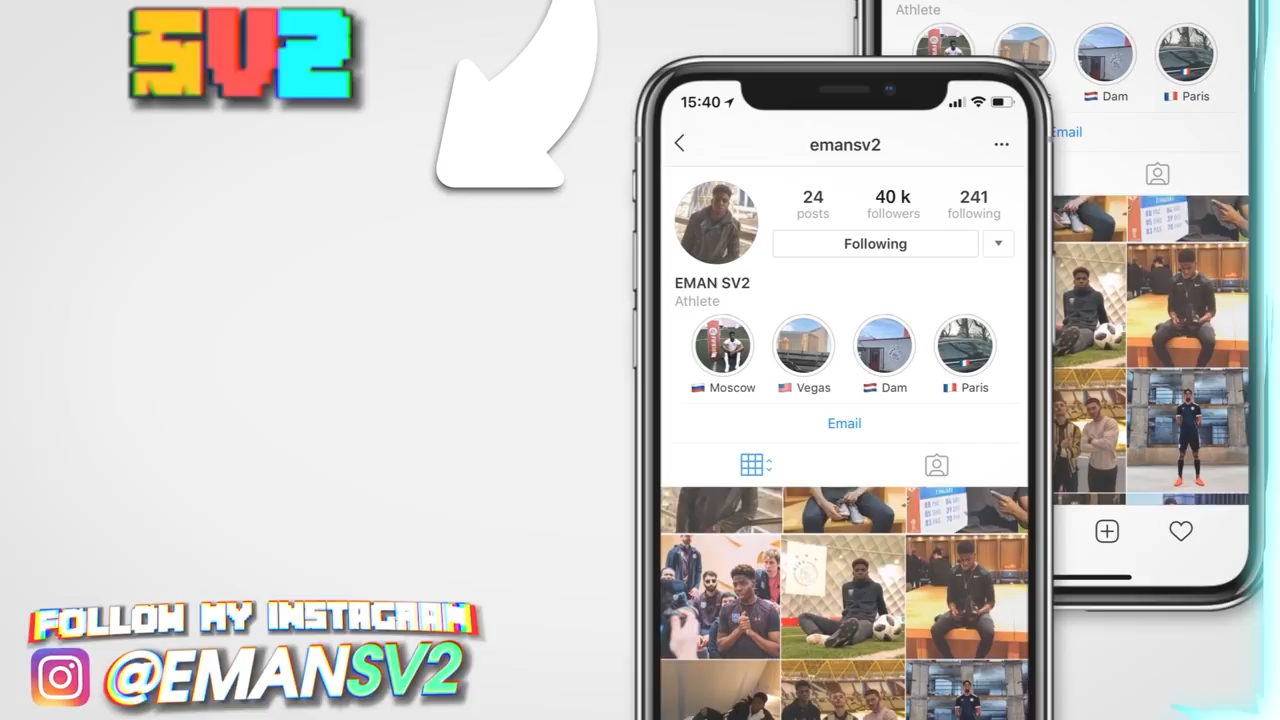 SV2
Athlete
Dam
Paris
Email
15:40
emansv2
24
40 k
241
posts
followers
following
Following
EMAN SV2
Athlete
Moscow
Vegas
Dam
Paris
Email
FOLLOW MY INSTAGRAM
@EMANSV2